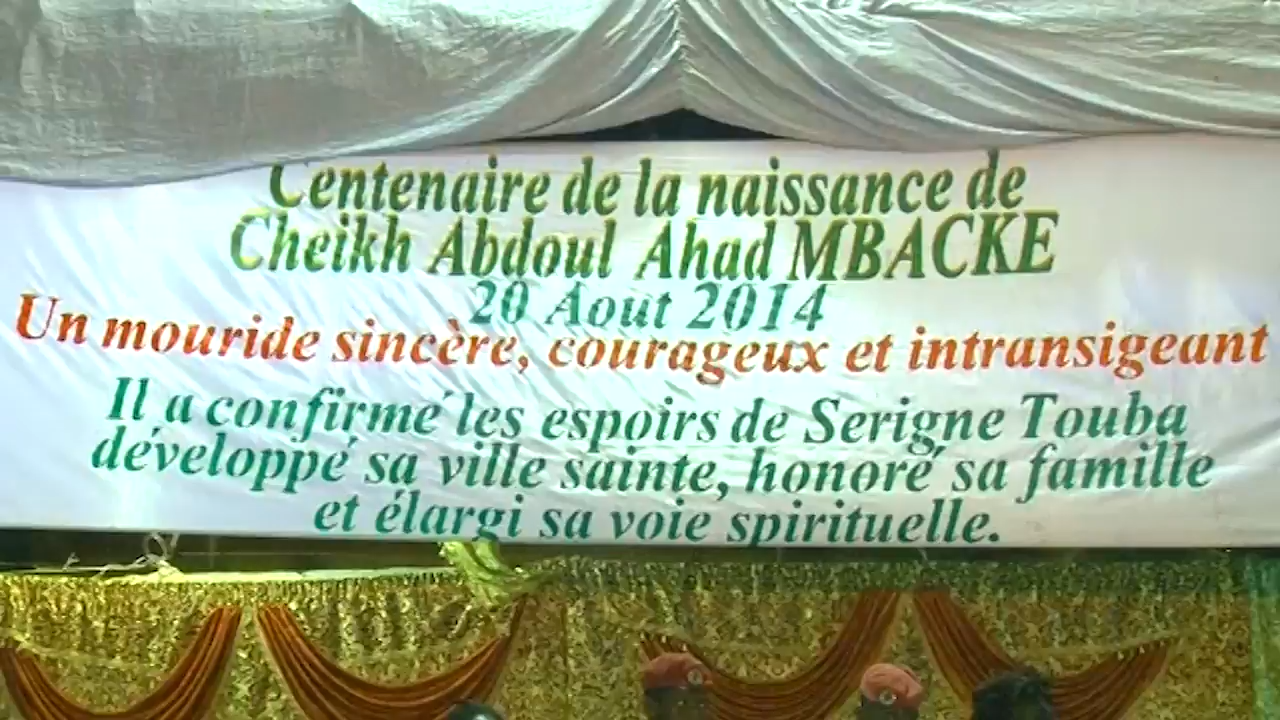 Centenaire de la naissance de
Cheikh Abdoul Ahad MBACKE
20 Aout 2014
Un mouride sincère, courageux et intransigeant
Il a confirmé les espoirs de Serigne Touba
développé sa ville sainte, honoré sa famille
et élargi sa voie spirituelle.